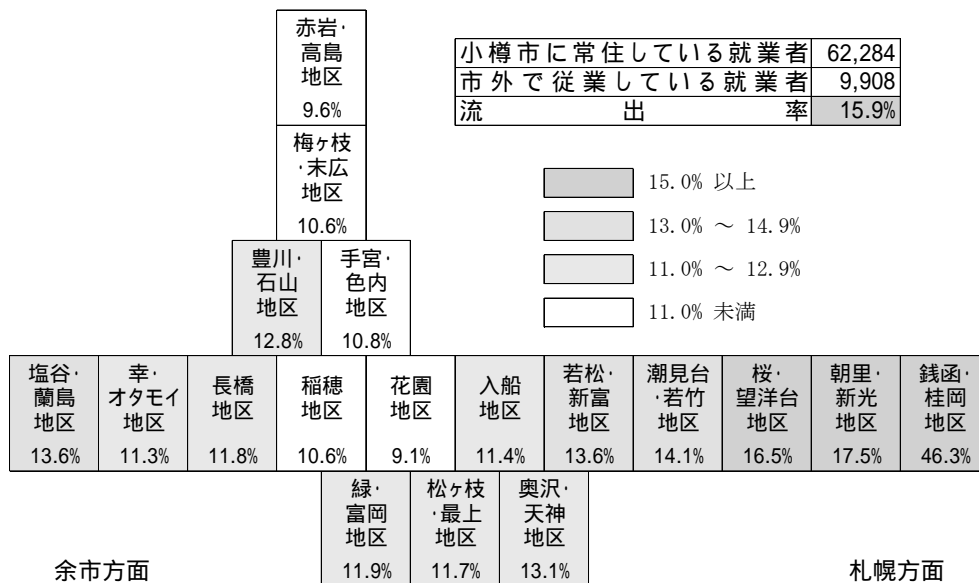 赤岩・
高島
地区
9.6%
小樽市に常住している就業者 62,284
市外で従業している就業者 9,908
流出率 15.9%
梅ヶ枝
・末広
地区
10.6%
15.0% 以上
13.0% ～ 14.9%
11.0% ～ 12.9%
11.0% 未満
豊川・
石山
地区
12.8%
手宮・
色内
地区
10.8%
塩谷・
蘭島
地区
13.6%
幸・
オタモイ
地区
11.3%
長橋
地区
11.8%
稲穂
地区
10.6%
花園
地区
9.1%
入船
地区
11.4%
若松・
新富
地区
13.6%
潮見台
・若竹
地区
14.1%
桜・
望洋台
地区
16.5%
朝里・
新光
地区
17.5%
銭函・
桂岡
地区
46.3%
緑・
富岡
地区
11.9%
松ヶ枝
・最上
地区
11.7%
奥沢・
天神
地区
13.1%
余市方面
札幌方面